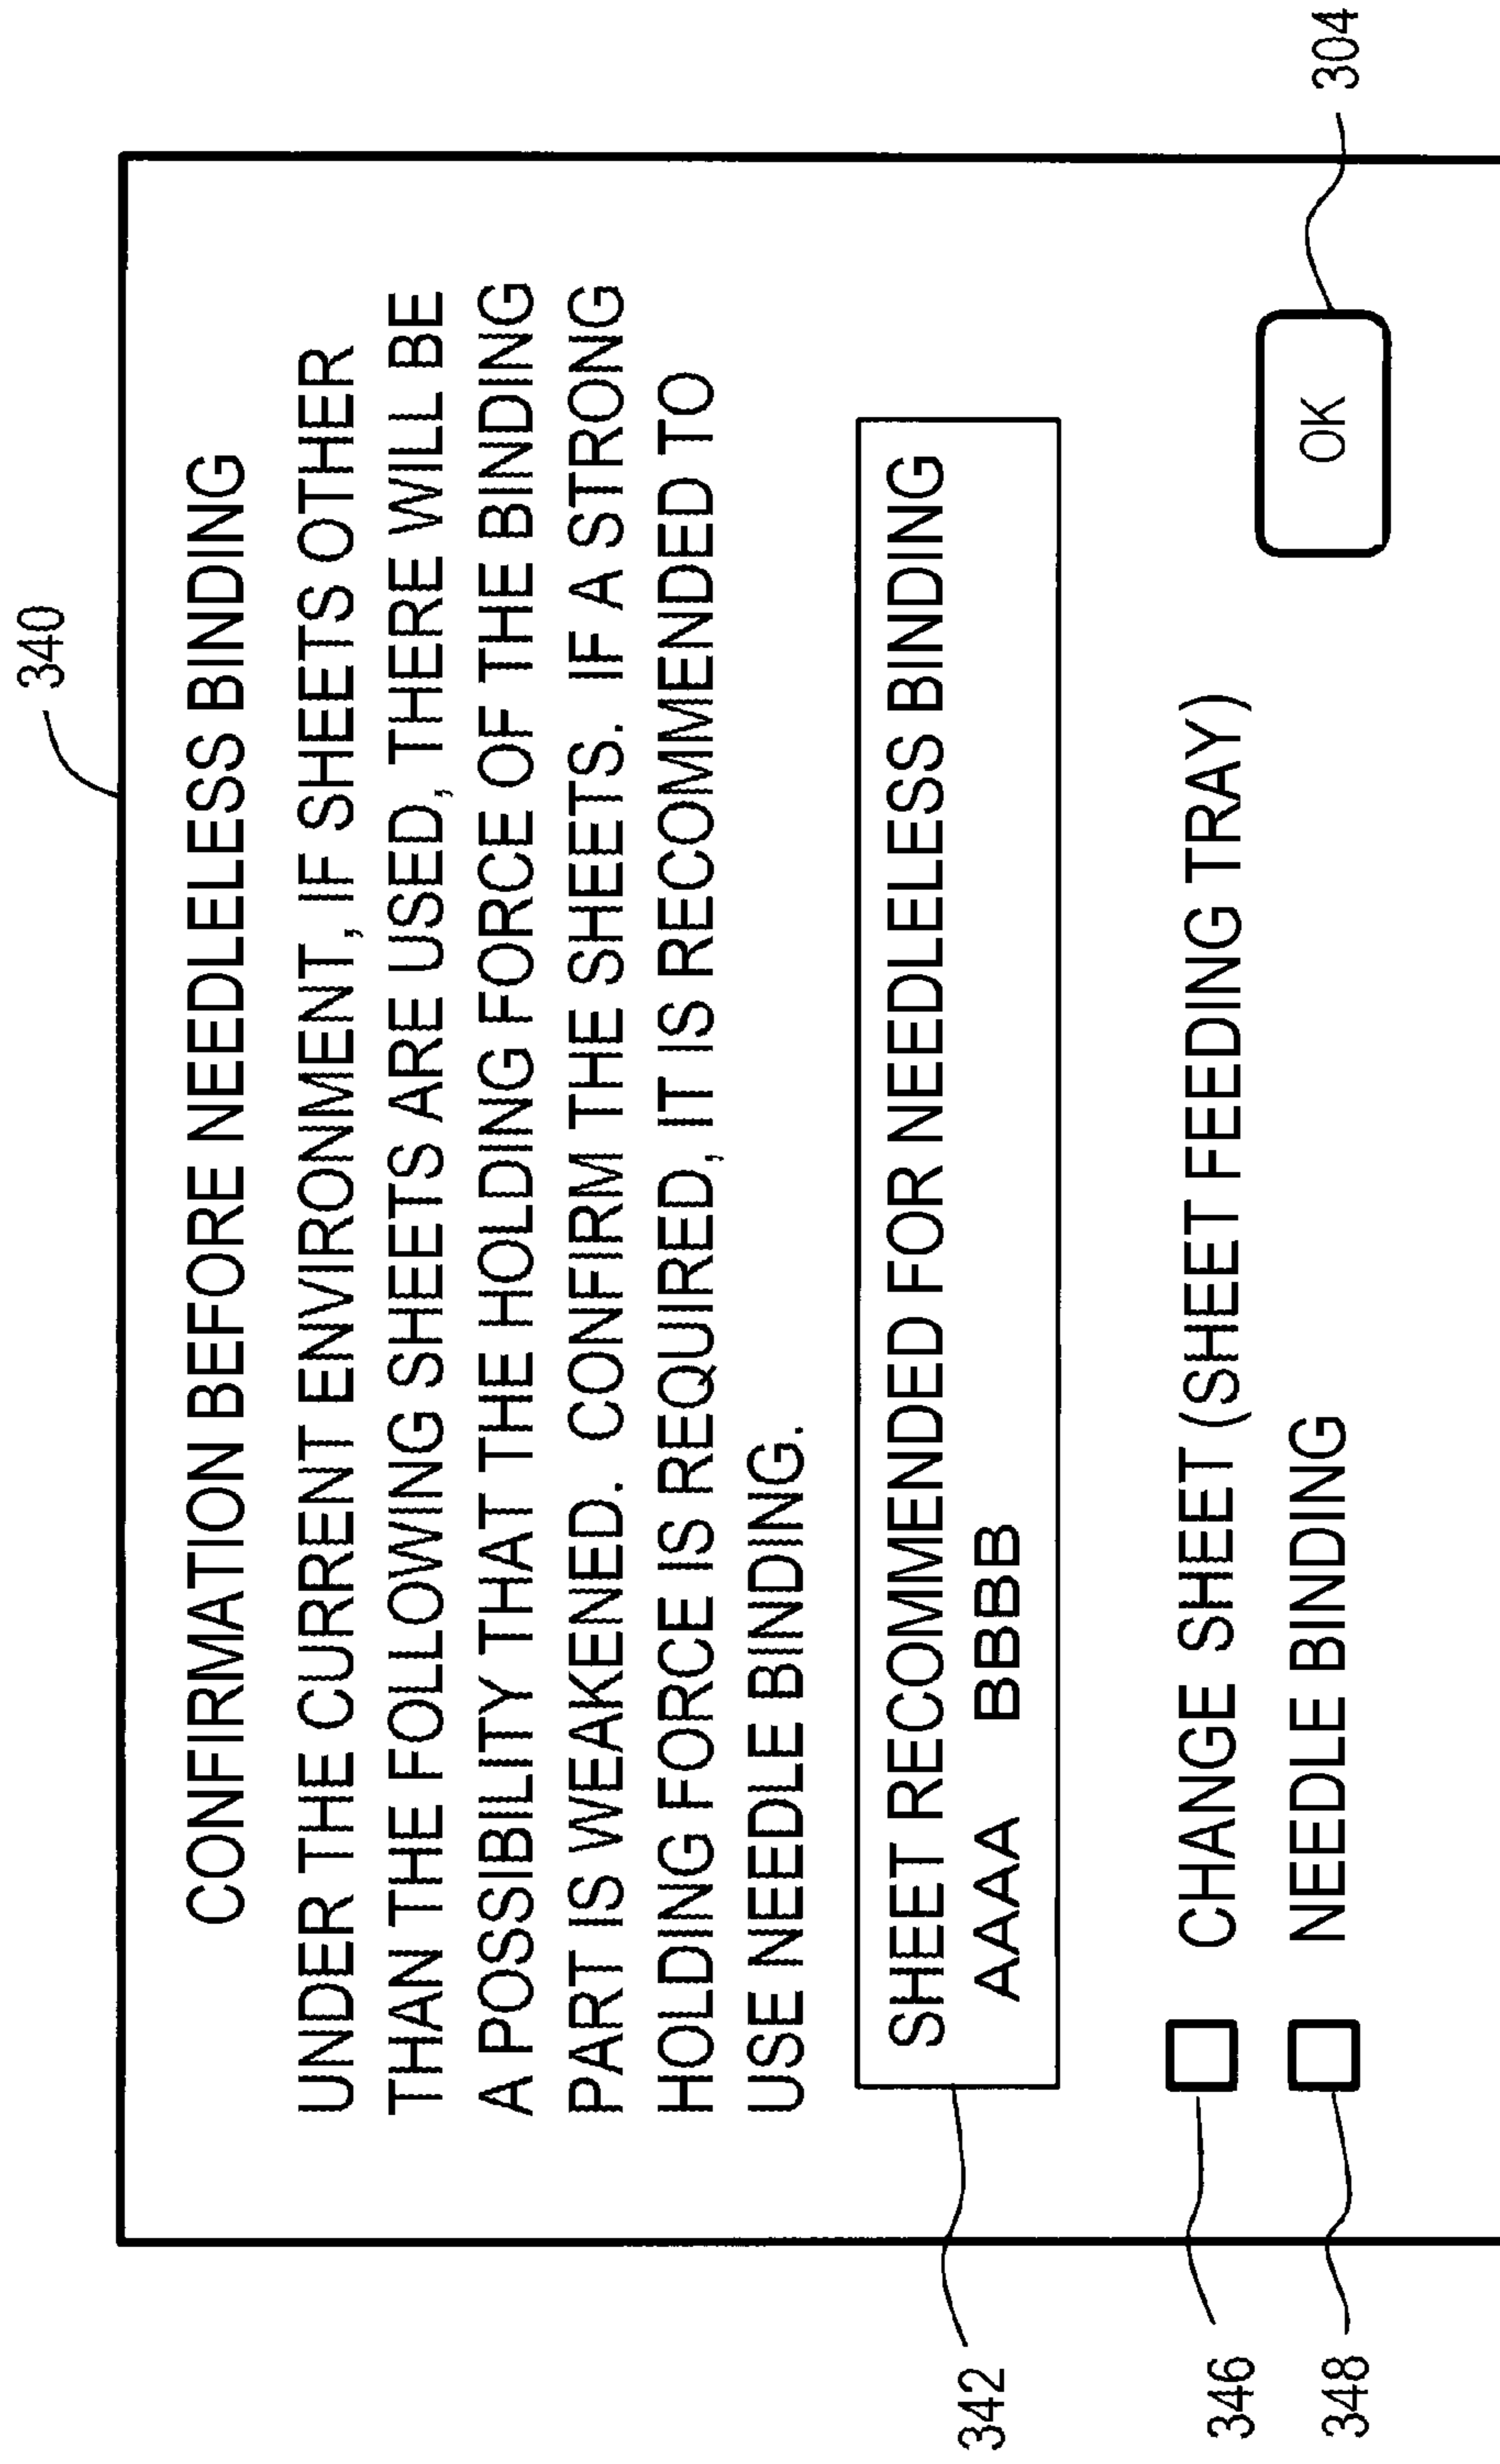 340
CONFIRMATION BEFORE NEEDLELESS BINDING
UNDER THE CURRENT ENVIRONMENT, IF SHEETS OTHER
THAN THE FOLLOWING SHEETS ARE USED, THERE WILL BE
A POSSIBILITY THAT THE HOLDING FORCE OF THE BINDING
PART IS WEAKENED. CONFIRM THE SHEETS. IF A STRONG
HOLDING FORCE IS REQUIRED, IT IS RECOMMENDED TO
USE NEEDLE BINDING.
342
SHEET RECOMMENDED FOR NEEDLELESS BINDING
AAAA BBBB
346
CHANGE SHEET (SHEET FEEDING TRAY)
348
NEEDLE BINDING
OK
304